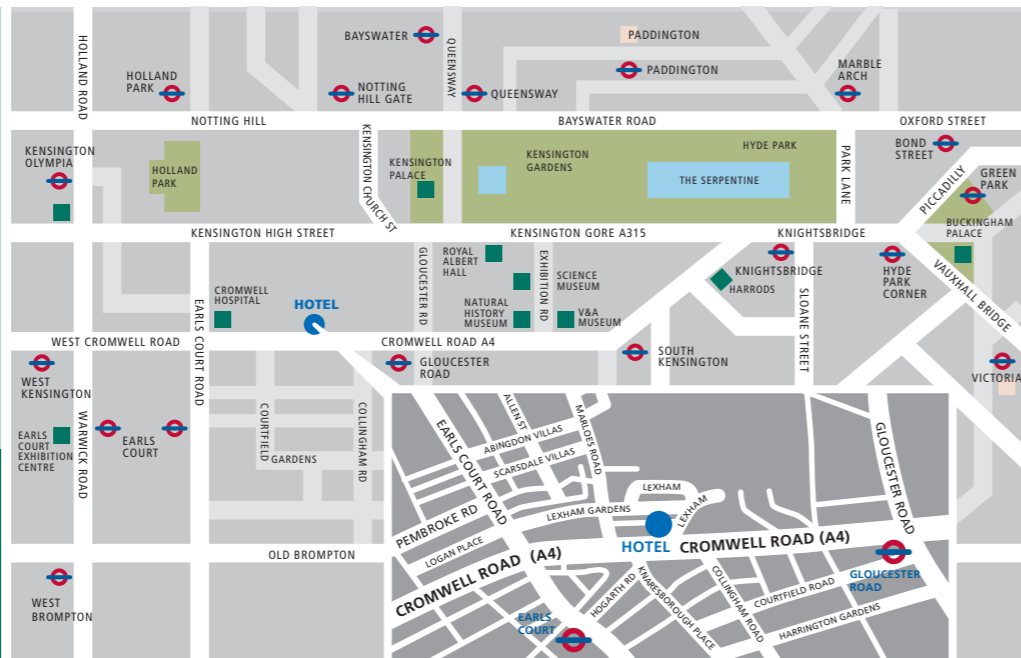 BAYSWATER
PADDINGTON
HOLLAND ROAD
QUEENSWAY
HOLLAND
PARK
NOTTING
HILL GATE
QUEENSWAY
PADDINGTON
MARBLE
ARCH
NOTTING HILL
BAYSWATER ROAD
OXFORD STREET
KENSINGTON
OLYMPIA
HOLLAND
PARK
KENSINGTON CHURCH ST
KENSINGTON
PALACE
KENSINGTON
GARDENS
HYDE PARK
THE SERPENTINE
PARK LANE
BOND
STREET
PICCADILLY
GREEN
PARK
BUCKINGHAM
PALACE
KENSINGTON HIGH STREET
KENSINGTON GORE A315
KNIGHTSBRIDGE
ROYAL
ALBERT
HALL
GLOUCESTER RD
EXHIBITION RD
SCIENCE
MUSEUM
NATURAL
HISTORY
MUSEUM
V&A
MUSEUM
KNIGHTSBRIDGE
HARRODS
SLOANE STREET
HYDE
PARK
CORNER
VAUXHALL BRIDGE
CROMWELL
HOSPITAL
HOTEL
EARLS COURT ROAD
WEST CROMWELL ROAD
CROMWELL ROAD A4
WEST
KENSINGTON
GLOUCESTER
ROAD
SOUTH
KENSINGTON
VICTORIA
WARWICK ROAD
EARLS
COURT
EXHIBITION
CENTRE
EARLS
COURT
COURTFIELD
GARDENS
COLLINGHAM RD
OLD BROMPTON
WEST
BROMPTON
EARLS COURT ROAD
ALLEN ST
ABINGDON VILLAS
SCARSDALE VILLAS
MARLOES ROAD
GLOUCESTER ROAD
LEXHAM
LEXHAM
LEXHAM GARDENS
PEMBROKE RD
LOGAN PLACE
HOTEL
CROMWELL ROAD (A4)
CROMWELL ROAD (A4)
HOGARTH RD
KNARESBOROUGH PLACE
COLLINGHAM ROAD
COURTFIELD ROAD
HARRINGTON GARDENS
GLOUCESTER
ROAD
EARLS
COURT